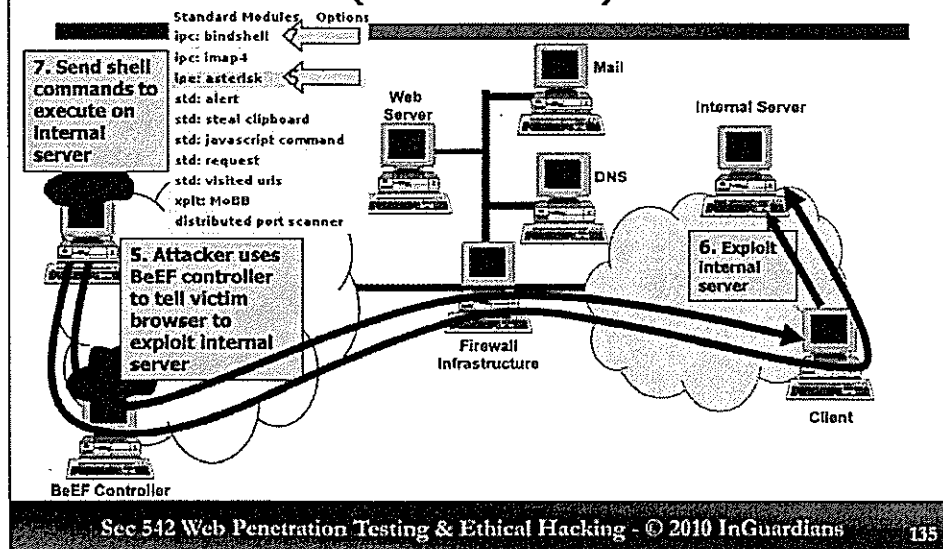 Standard Modules Options
ipc: bindshell
ipc: imap4
ipe: asterisk
std: alert
std: steal clipboard
std: javascript command
std: request
std: visited urls
xplt: MoBB
distributed port scanner
7. Send shell
commands to
execute on
internal
server
Web
Server
Mail
DNS
Internal Server
5. Attacker uses
BeEF controller
to tell victim
browser to
exploit internal
server
6. Exploit
internal
server
Firewall
Infrastructure
Client
BeEF Controller
Sec 542 Web Penetration Testing & Ethical Hacking - © 2010 InGuardians 135